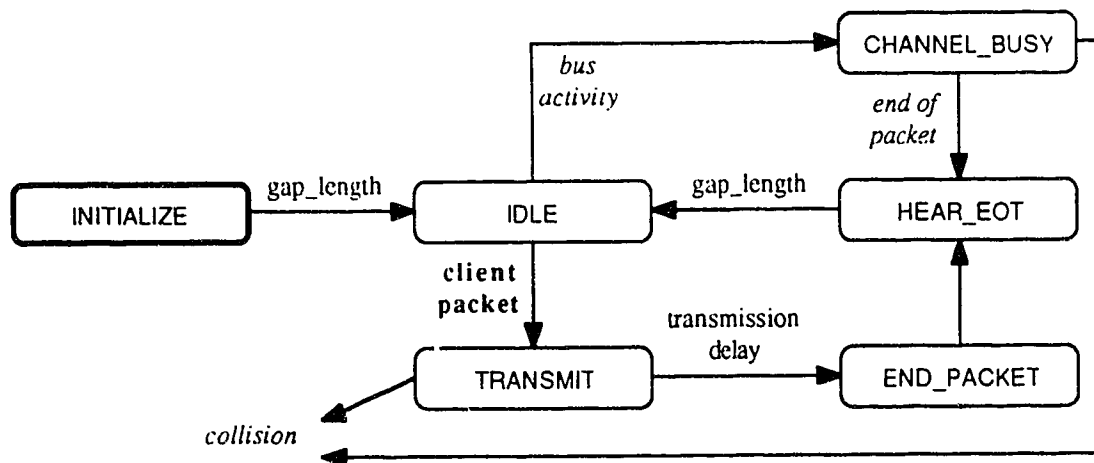 CHANNEL_BUSY
bus
activity
end of
packet
INITIALIZE
gap_length
IDLE
gap_length
HEAR_EOT
client
packet
transmission
delay
TRANSMIT
END_PACKET
collision